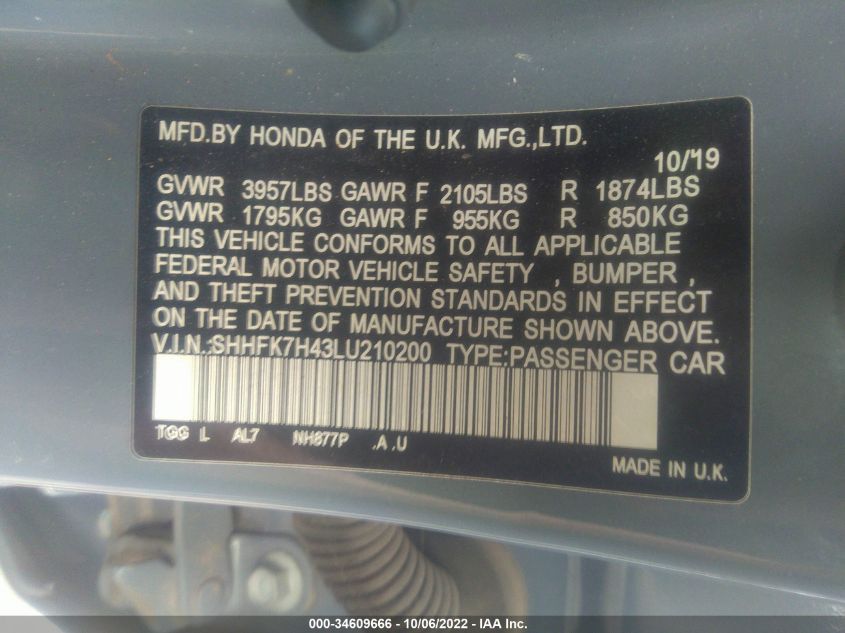 MFD.BY HONDA OF THE U.K. MFG.,LTD.
10/19
GVWR 3957LBS GAWR F 2105LBS R 1874LBS
GVWR 1795KG GAWR F 955KG R 850KG
THIS VEHICLE CONFORMS TO ALL APPLICABLE
FEDERAL MOTOR VEHICLE SAFETY , BUMPER ,
AND THEFT PREVENTION STANDARDS IN EFFECT
ON THE DATE OF MANUFACTURE SHOWN ABOVE.
V.I.N.:SHHFK7H43LU210200 TYPE:PASSENGER CAR
TGG L AL7 NH877P .A .U
MADE IN U.K.
000-34609666 - 10/06/2022 - IAA Inc.